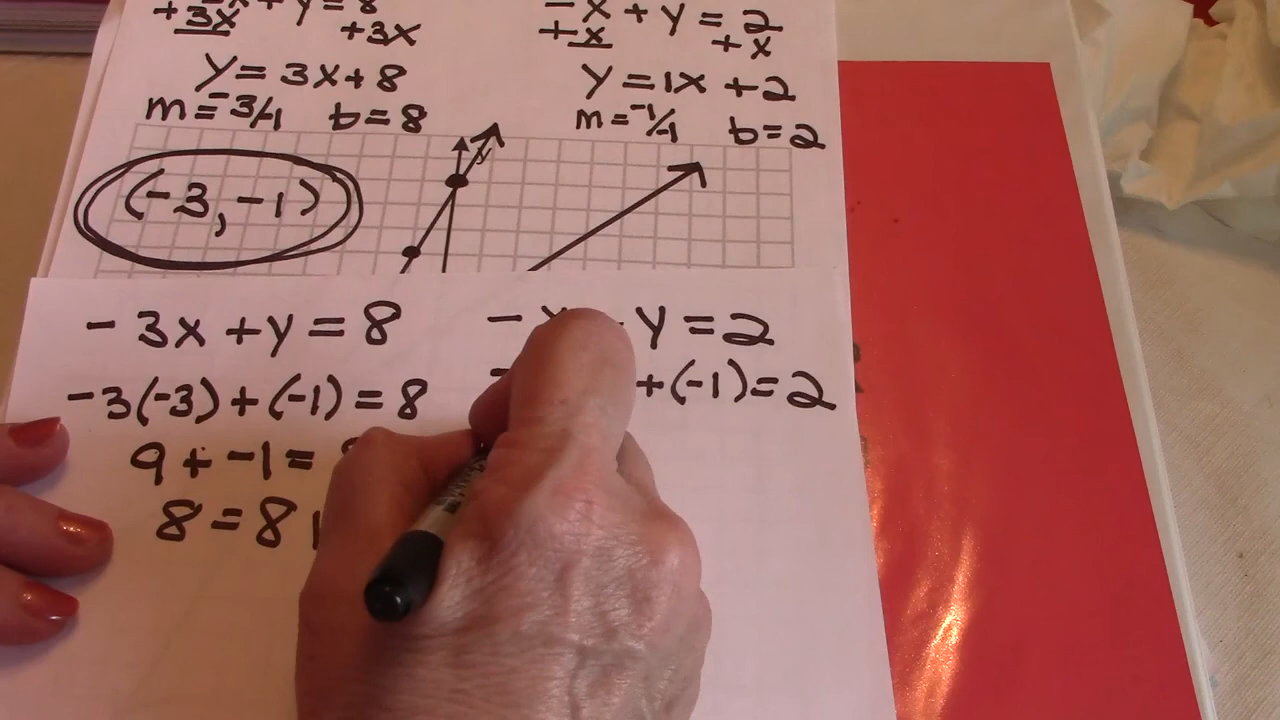 -3x + y = 8
+3x +3x
y = 3x + 8
m = -3/-1 b = 8
-x + y = 2
+x +x
y = 1x + 2
m = -1/-1 b = 2
y
(-3, -1)
-3x + y = 8
-3(-3) + (-1) = 8
9 + -1 =
8 = 8
- y = 2
- +(-1) = 2